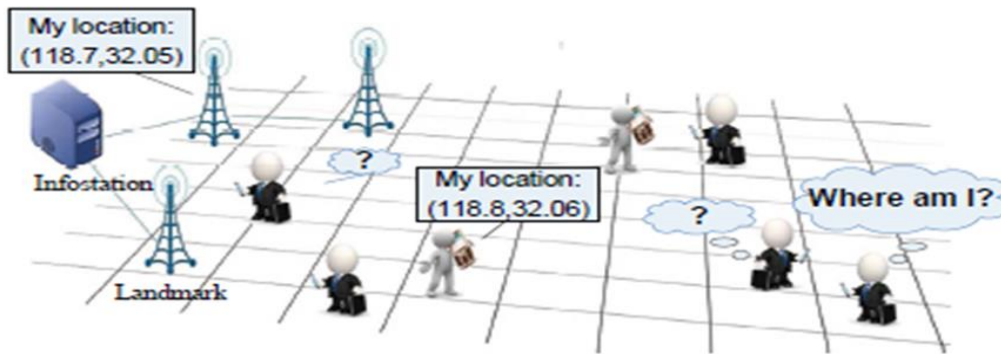 My location:
(118.7,32.05)
Infostation
?
My location:
(118.8,32.06)
?
Where am I?
Landmark